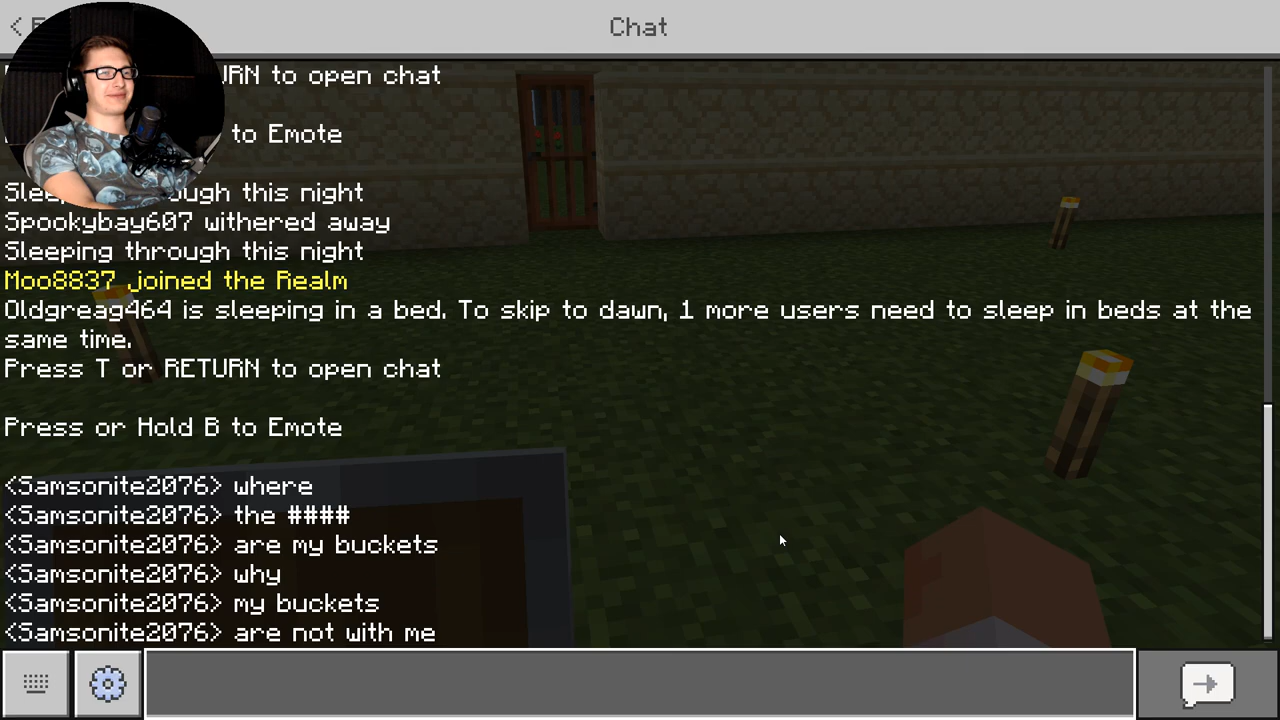 Chat
URN to open chat
to Emote
Slee ough this night
Spookybay607 withered away
Sleeping through this night
Moo8837 joined the Realm
Oldgreag464 is sleeping in a bed. To skip to dawn, 1 more users need to sleep in beds at the
same time.
Press T or RETURN to open chat
Press or Hold B to Emote
<Samsonite2076> where
<Samsonite2076> the ####
<Samsonite2076> are my buckets
<Samsonite2076> why
<Samsonite2076> my buckets
<Samsonite2076> are not with me